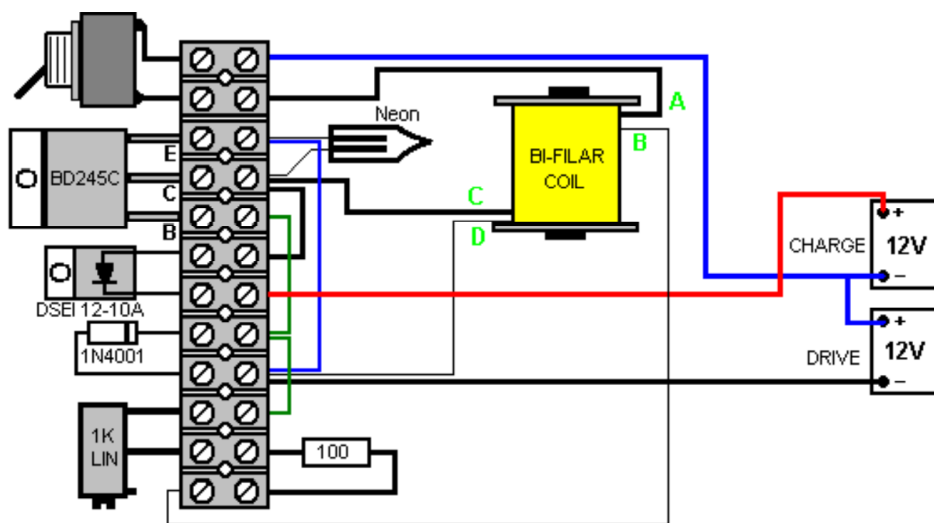 Neon
A
B
BI-FILAR
COIL
C
D
BD245C
E
C
B
DSEI 12-10A
1N4001
1K
LIN
100
CHARGE
+
12V
-
DRIVE
+
12V
-